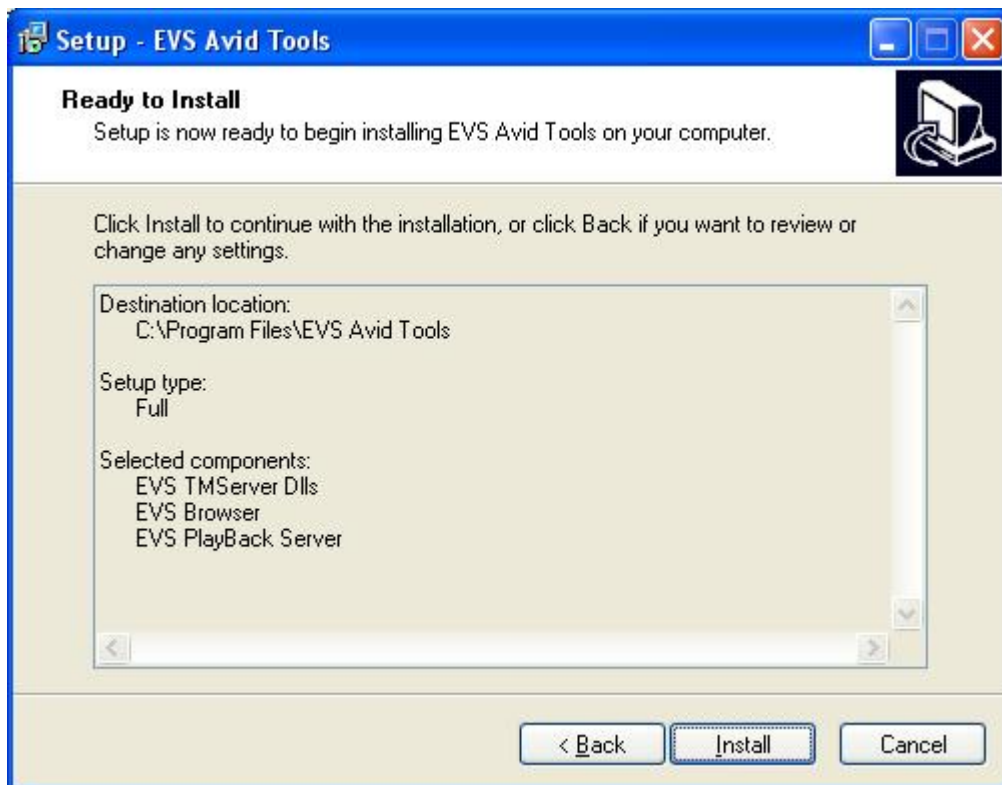 Setup - EVS Avid Tools
Ready to Install
Setup is now ready to begin installing EVS Avid Tools on your computer.
Click Install to continue with the installation, or click Back if you want to review or
change any settings.
Destination location:
C:\Program Files\EVS Avid Tools
Setup type:
Full
Selected components:
EVS TMServer Dlls
EVS Browser
EVS PlayBack Server
< Back
Install
Cancel